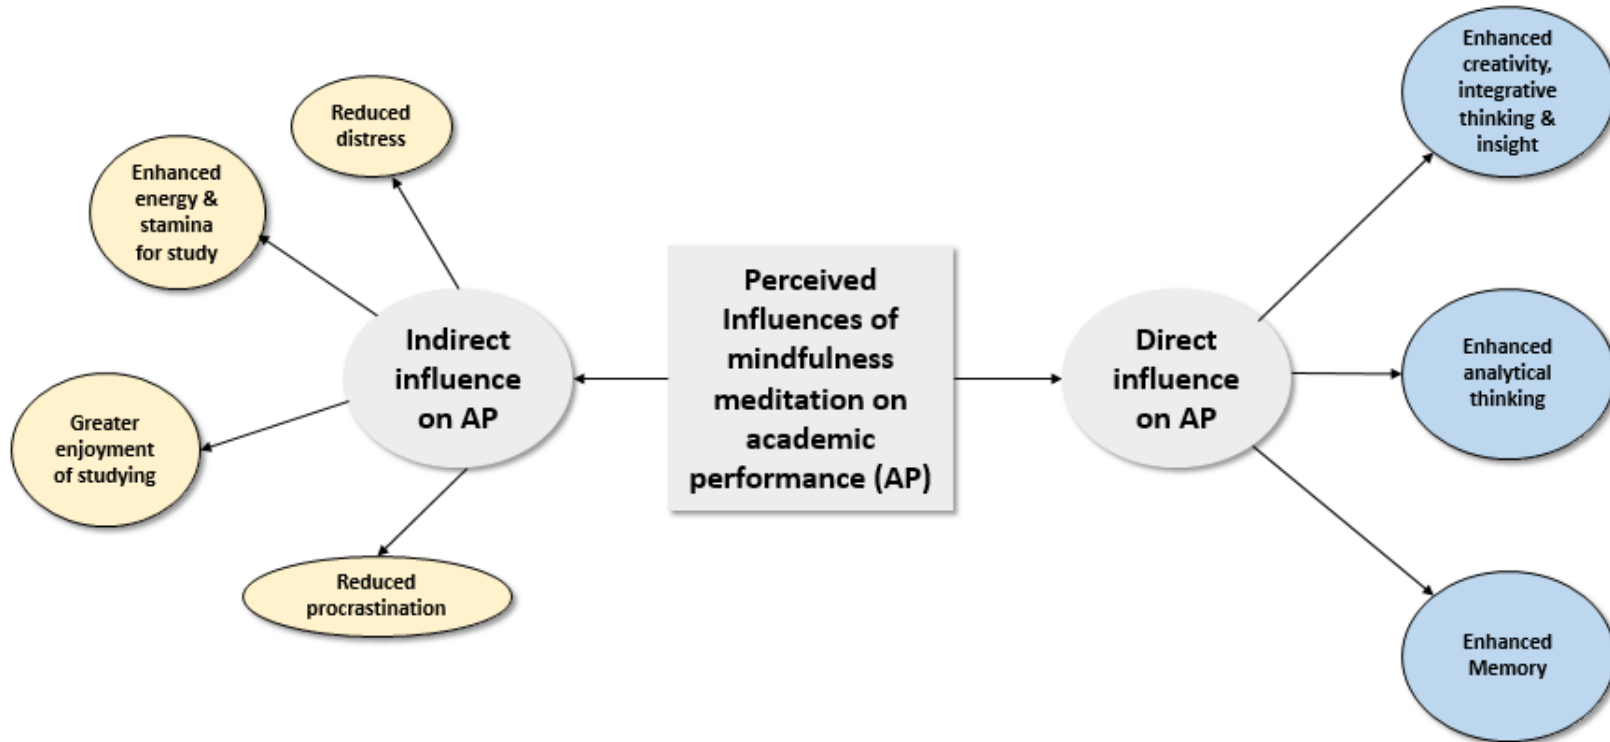 Reduced
distress
Enhanced
energy &
stamina
for study
Greater
enjoyment
of studying
Reduced
procrastination
Indirect
influence
on AP
Perceived
Influences of
mindfulness
meditation on
academic
performance (AP)
Direct
influence
on AP
Enhanced
creativity,
integrative
thinking &
insight
Enhanced
analytical
thinking
Enhanced
Memory